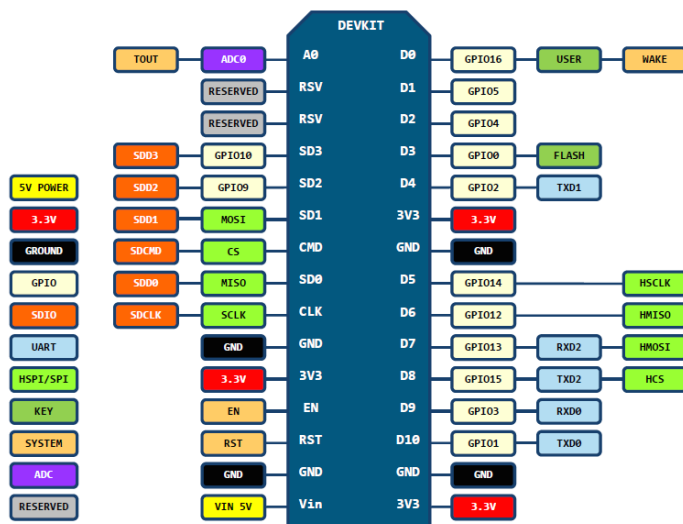 DEVKIT
TOUT ADC0 A0 D0 GPIO16 USER WAKE
RESERVED RSV D1 GPIO5
RESERVED RSV D2 GPIO4
SDD3 GPIO10 SD3 D3 GPIO0 FLASH
5V POWER SDD2 GPIO9 SD2 D4 GPIO2 TXD1
3.3V SDD1 MOSI SD1 3V3 3.3V
GROUND SDCMD CS CMD GND GND
GPIO SDD0 MISO SD0 D5 GPIO14 HSCLK
SDIO SDCLK SCLK CLK D6 GPIO12 HMISO
UART GND GND D7 GPIO13 RXD2 HMOSI
HSPI/SPI 3.3V 3V3 D8 GPIO15 TXD2 HCS
KEY EN EN D9 GPIO3 RXD0
SYSTEM RST RST D10 GPIO1 TXD0
ADC GND GND GND GND
RESERVED VIN 5V Vin 3V3 3.3V